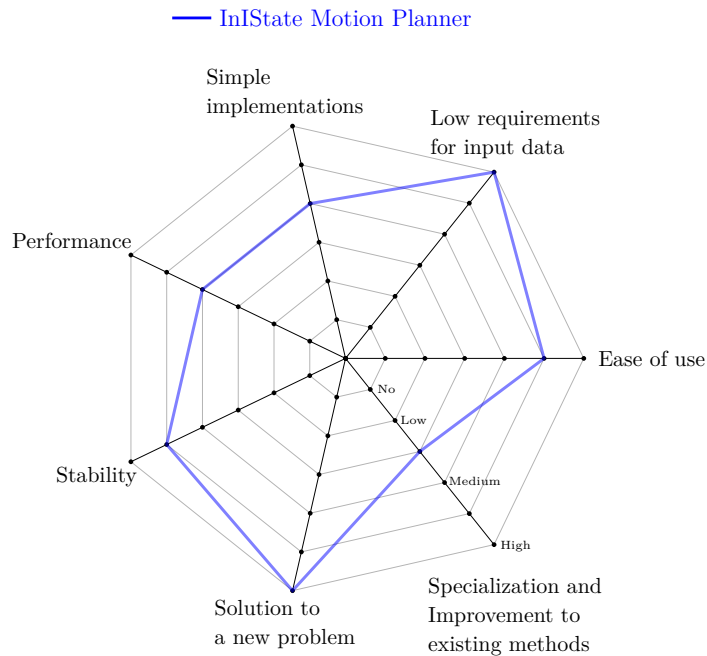 InIState Motion Planner
Simple
implementations
Low requirements
for input data
Performance
Ease of use
No
Low
Stability
Medium
High
Specialization and
Improvement to
existing methods
Solution to
a new problem